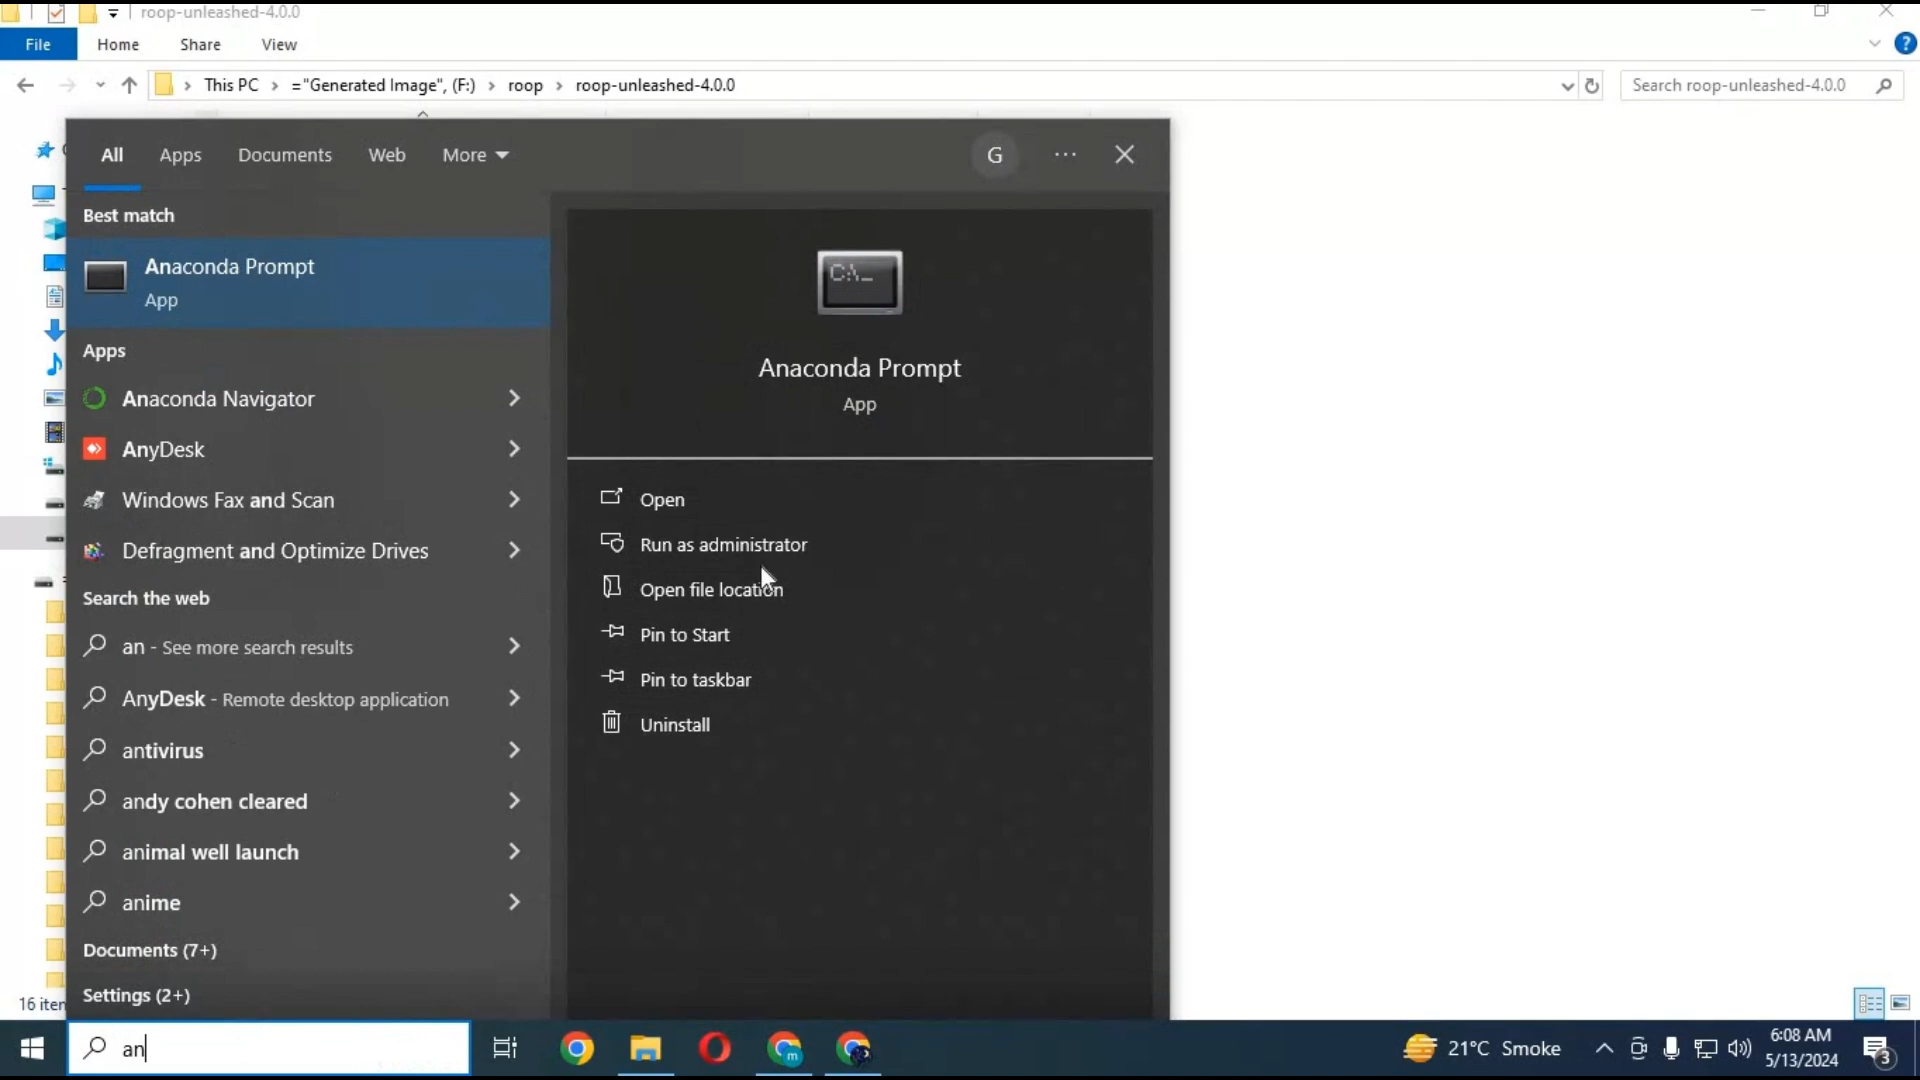 roop-unleashed-4.0.0
File Home Share View
This PC > ="Generated Image", (F:) > roop > roop-unleashed-4.0.0
Search roop-unleashed-4.0.0
All Apps Documents Web More
G
Best match
Anaconda Prompt
App
Apps
Anaconda Navigator
AnyDesk
Windows Fax and Scan
Defragment and Optimize Drives
Search the web
an - See more search results
AnyDesk - Remote desktop application
antivirus
andy cohen cleared
animal well launch
anime
Documents (7+)
Settings (2+)
C:\_
Anaconda Prompt
App
Open
Run as administrator
Open file location
Pin to Start
Pin to taskbar
Uninstall
16 iten
an
m
21°C Smoke
6:08 AM
5/13/2024
3